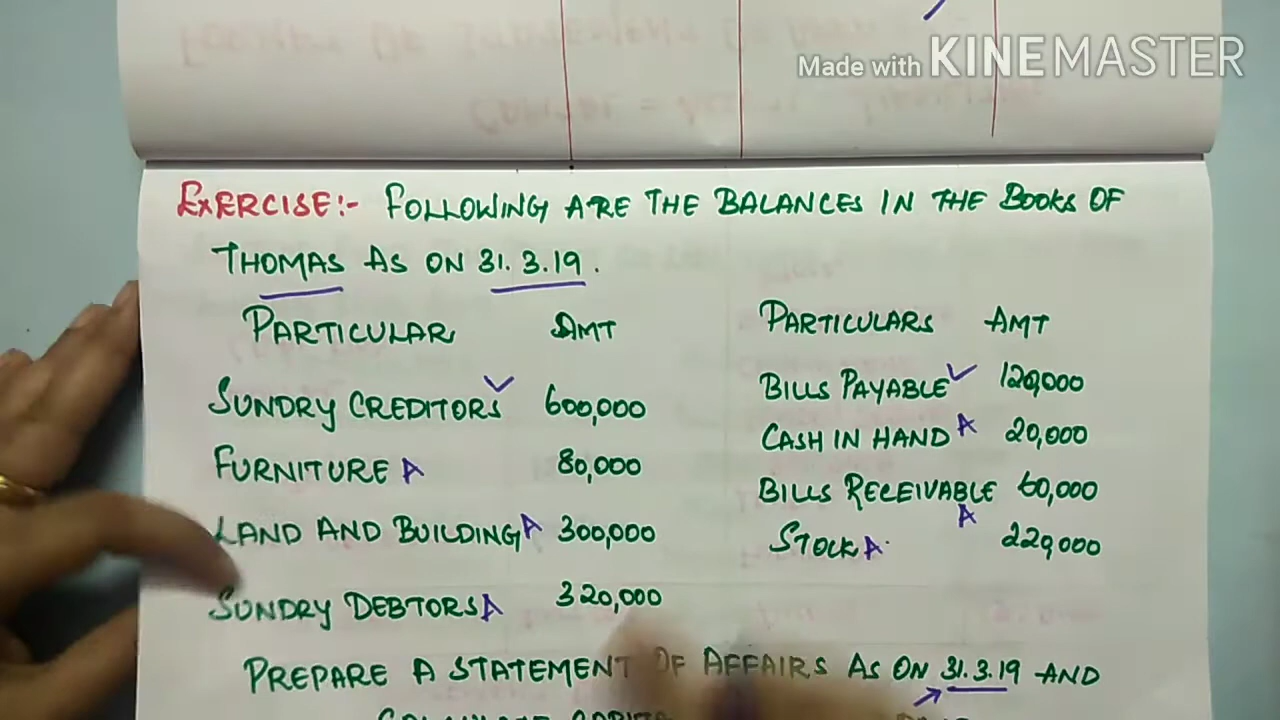 Made with KINEMASTER
EXERCISE:- FOLLOWING ARE THE BALANCES IN THE BOOKS OF
THOMAS AS ON 31.3.19.
PARTICULAR AMT
SUNDRY CREDITORS 600,000
FURNITURE A 80,000
LAND AND BUILDING A 300,000
SUNDRY DEBTORS A 320,000
PARTICULARS AMT
BILLS PAYABLE 120,000
CASH IN HAND A 20,000
BILLS RECEIVABLE 60,000
A
STOCK A 220,000
PREPARE A STATEMENT OF AFFAIRS AS ON 31.3.19 AND